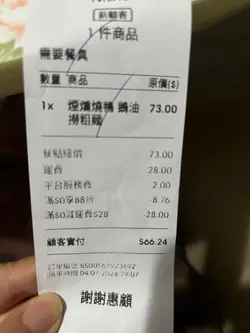 新顧客
1件商品
需要餐具
數量 商品 原價($)
1x 煙燻燒鴨 鵝油 73.00
撈粗麵
餐點總價 73.00
運費 28.00
平台服務費 2.00
滿50享88折 -8.76
滿50減運費$28 -28.00
顧客實付 $66.24
謝謝惠顧